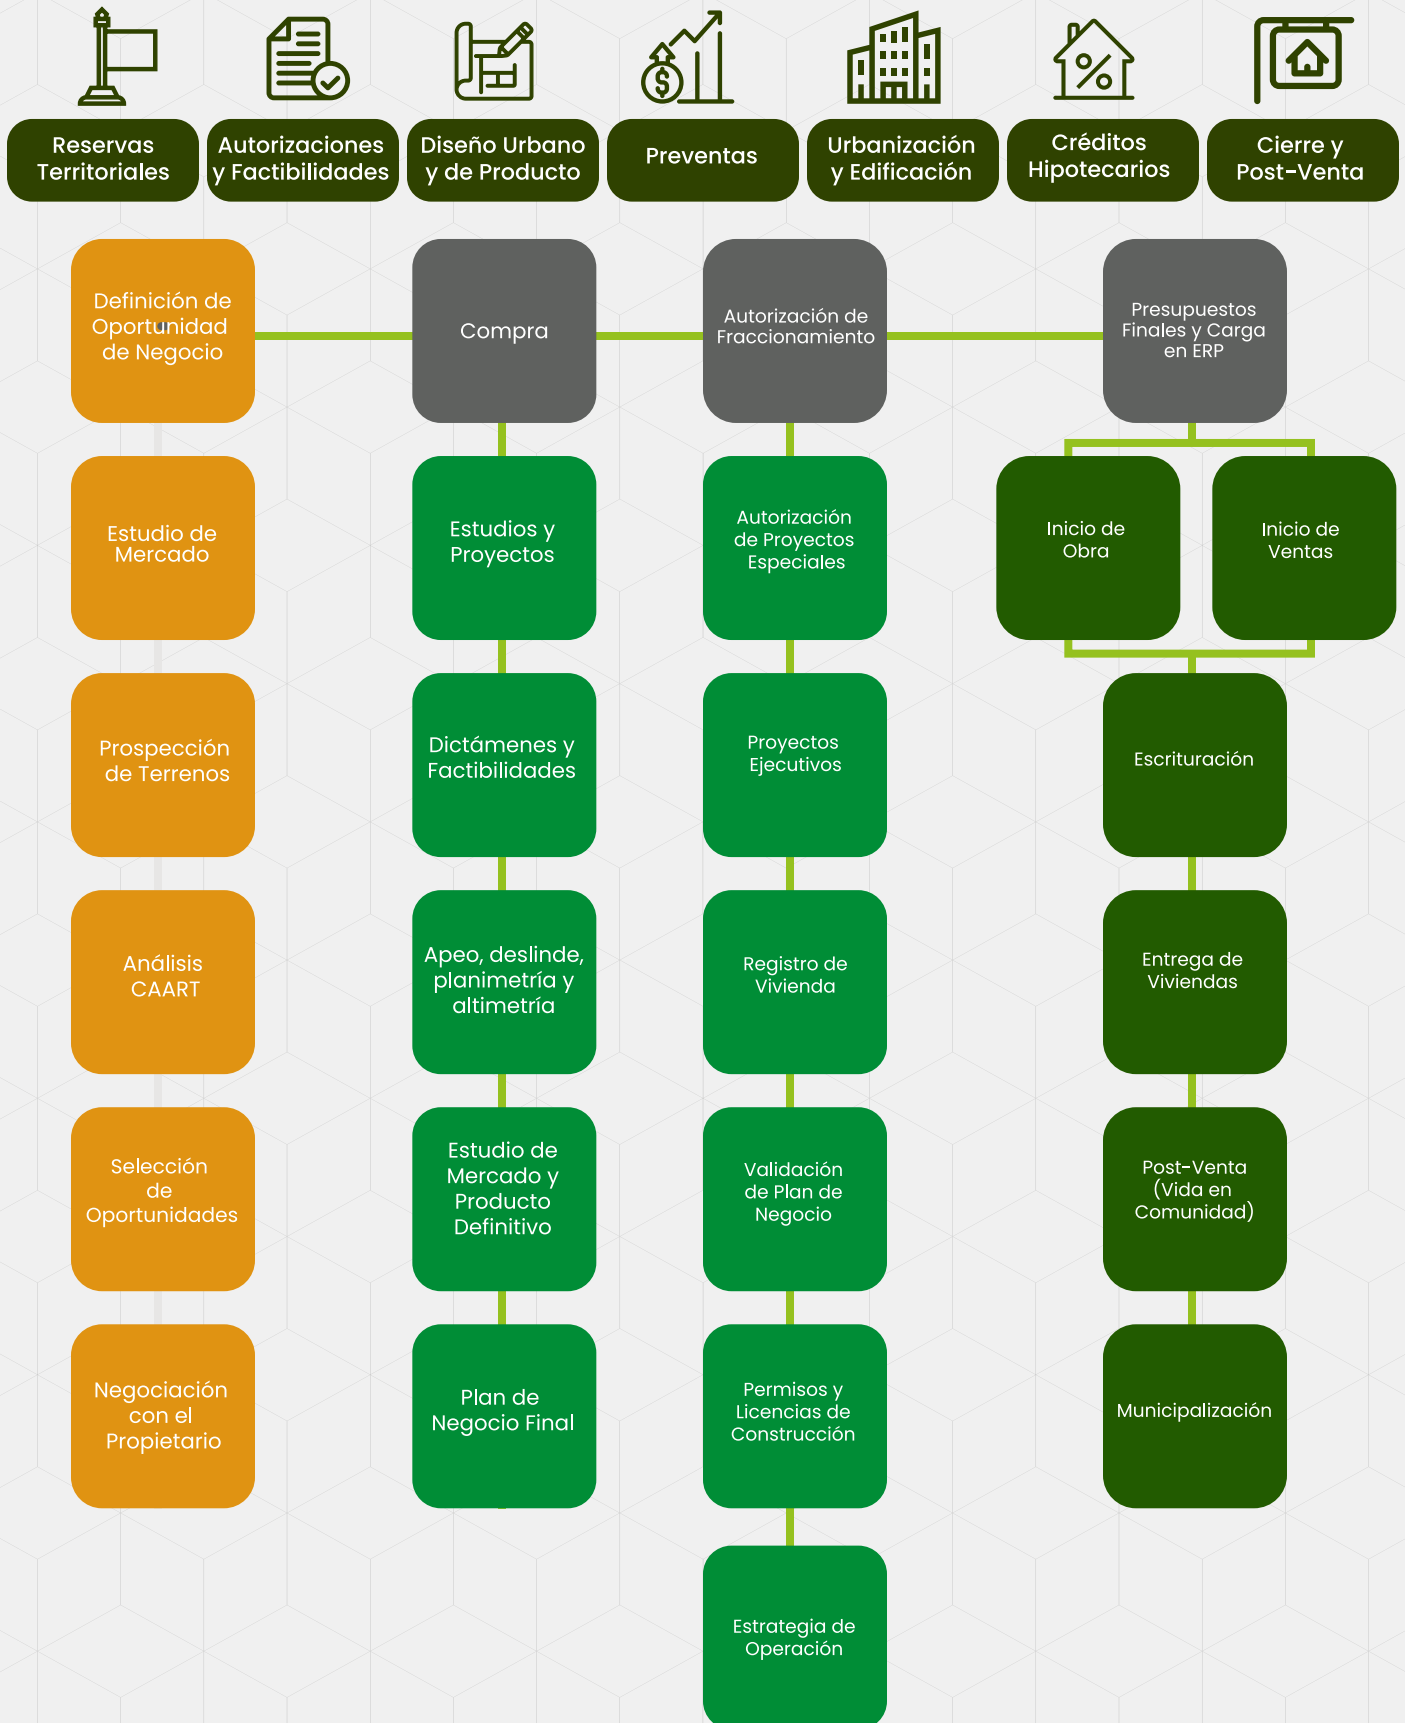 Reservas
Territoriales
Autorizaciones
y Factibilidades
Diseño Urbano
y de Producto
Preventas
Urbanización
y Edificación
Créditos
Hipotecarios
Cierre y
Post-Venta
Definición de
Oportunidad
de Negocio
Estudio de
Mercado
Prospección
de Terrenos
Análisis
CAART
Selección
de
Oportunidades
Negociación
con el
Propietario
Compra
Estudios y
Proyectos
Dictámenes y
Factibilidades
Apeo, deslinde,
planimetría y
altimetría
Estudio de
Mercado y
Producto
Definitivo
Plan de
Negocio Final
Autorización de
Fraccionamiento
Autorización
de Proyectos
Especiales
Proyectos
Ejecutivos
Registro de
Vivienda
Validación
de Plan de
Negocio
Permisos y
Licencias de
Construcción
Estrategia de
Operación
Presupuestos
Finales y Carga
en ERP
Inicio de
Obra
Inicio de
Ventas
Escrituración
Entrega de
Viviendas
Post-Venta
(Vida en
Comunidad)
Municipalización